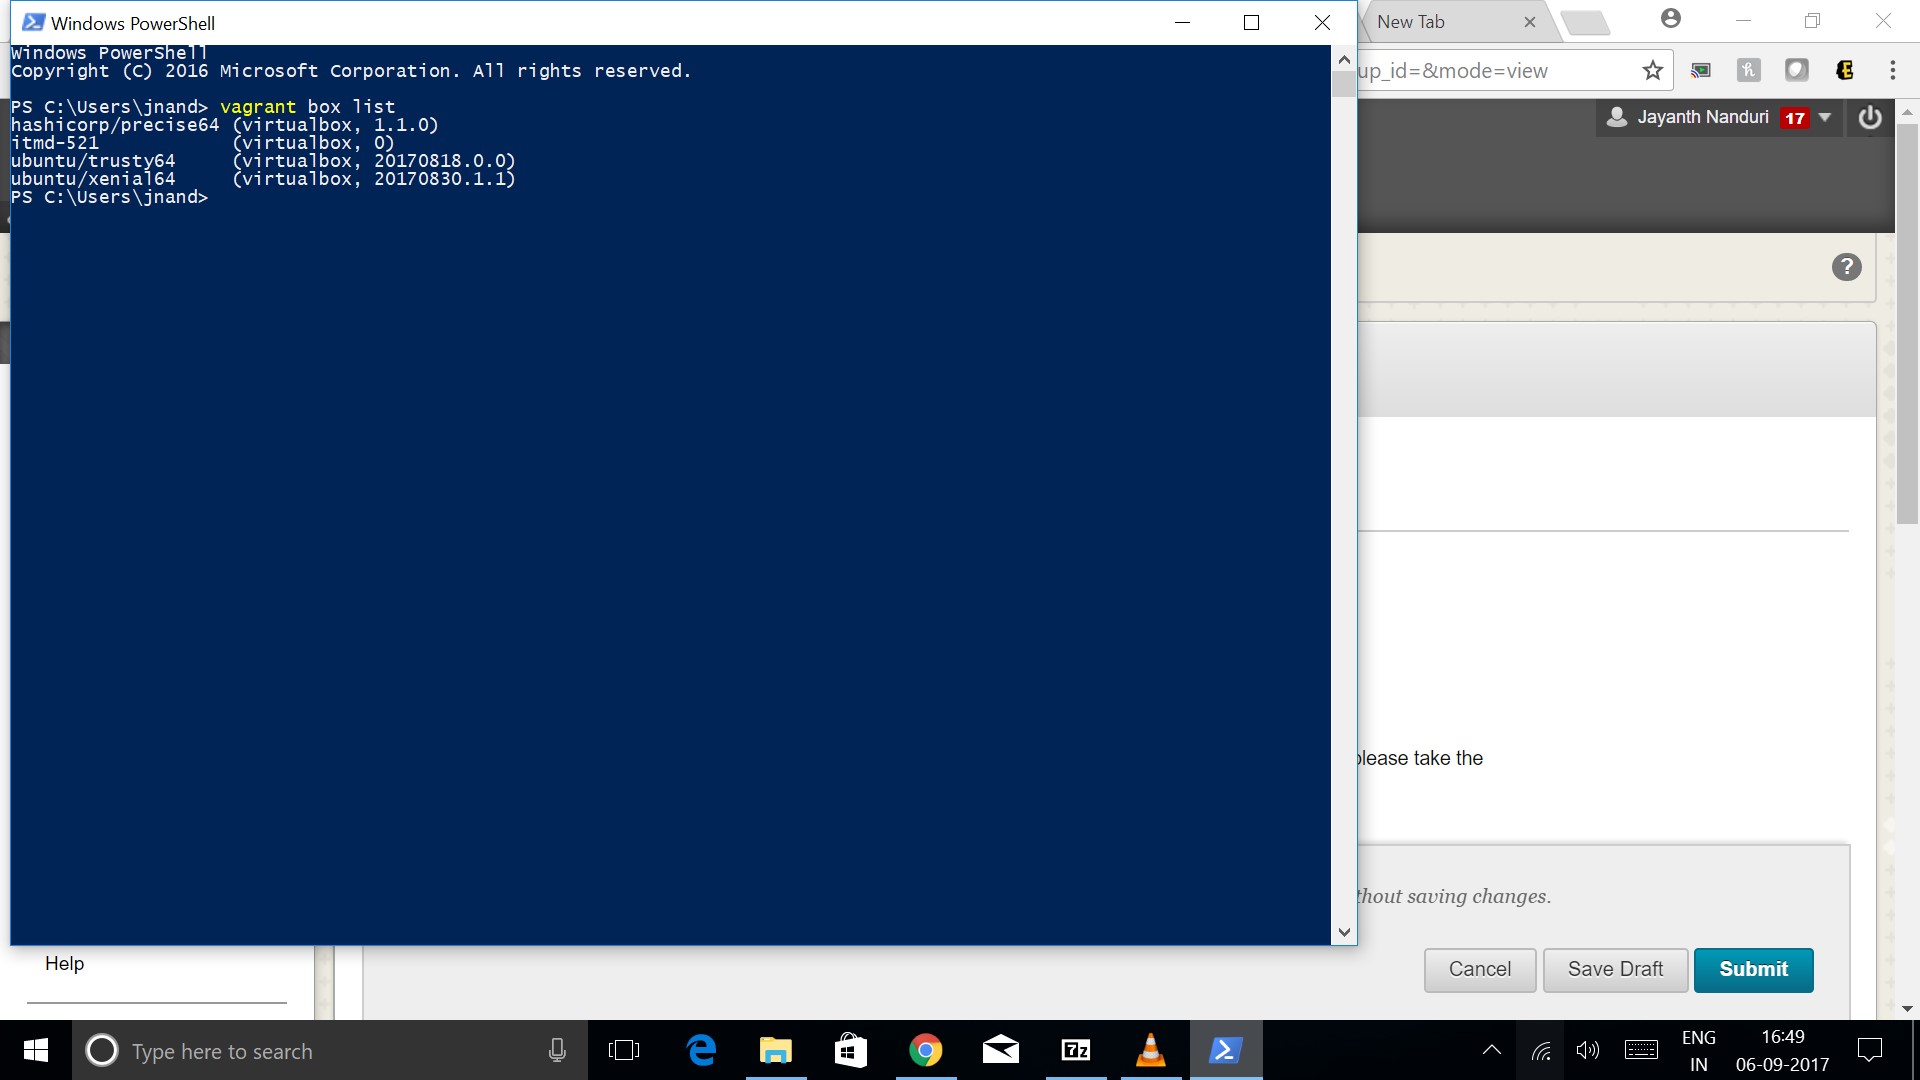 Windows PowerShell
Windows PowerShell
Copyright (C) 2016 Microsoft Corporation. All rights reserved.
PS C:\Users\jnand> vagrant box list
hashicorp/precise64 (virtualbox, 1.1.0)
itmd-521            (virtualbox, 0)
ubuntu/trusty64     (virtualbox, 20170818.0.0)
ubuntu/xenial64     (virtualbox, 20170830.1.1)
PS C:\Users\jnand>
New Tab
up_id=&mode=view
Jayanth Nanduri 17
?
please take the
thout saving changes.
Cancel Save Draft Submit
Help
Type here to search
7z
ENG
IN
16:49
06-09-2017